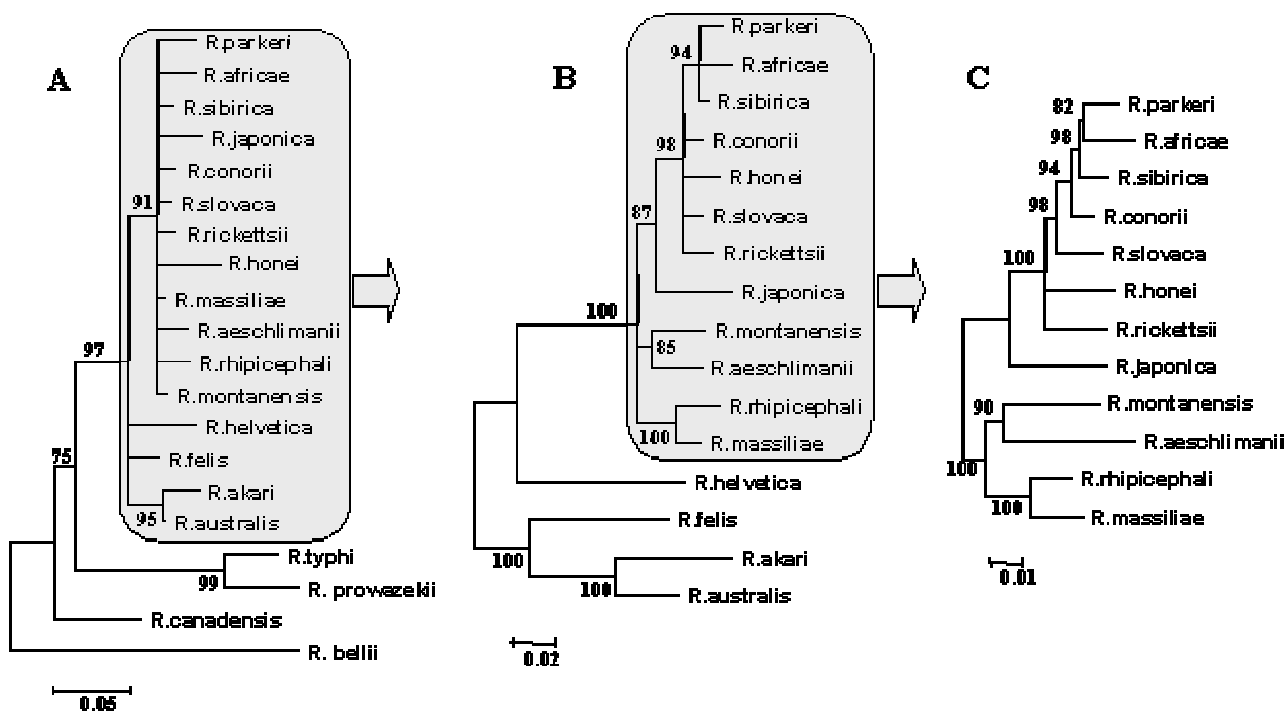 A
R.parkeri
R.africae
R.sibirica
R.japonica
R.conorii
R.slovaca
R.rickettsii
R.honei
R.massiliae
R.aeschlimanii
R.rhipicephali
R.montanensis
R.helvetica
R.felis
R.akari
R.australis
R.typhi
R. prowazekii
R.canadensis
R. bellii
91
97
75
95
99
0.05
B
R.parkeri
R.africae
R.sibirica
R.conorii
R.honei
R.slovaca
R.rickettsii
R.japonica
R.montanensis
R.aeschlimanii
R.rhipicephali
R.massiliae
R.helvetica
R.felis
R.akari
R.australis
94
98
87
100
85
100
100
100
0.02
C
R.parkeri
R.africae
R.sibirica
R.conorii
R.slovaca
R.honei
R.rickettsii
R.japonica
R.montanensis
R.aeschlimanii
R.rhipicephali
R.massiliae
82
98
94
98
100
90
100
100
0.01